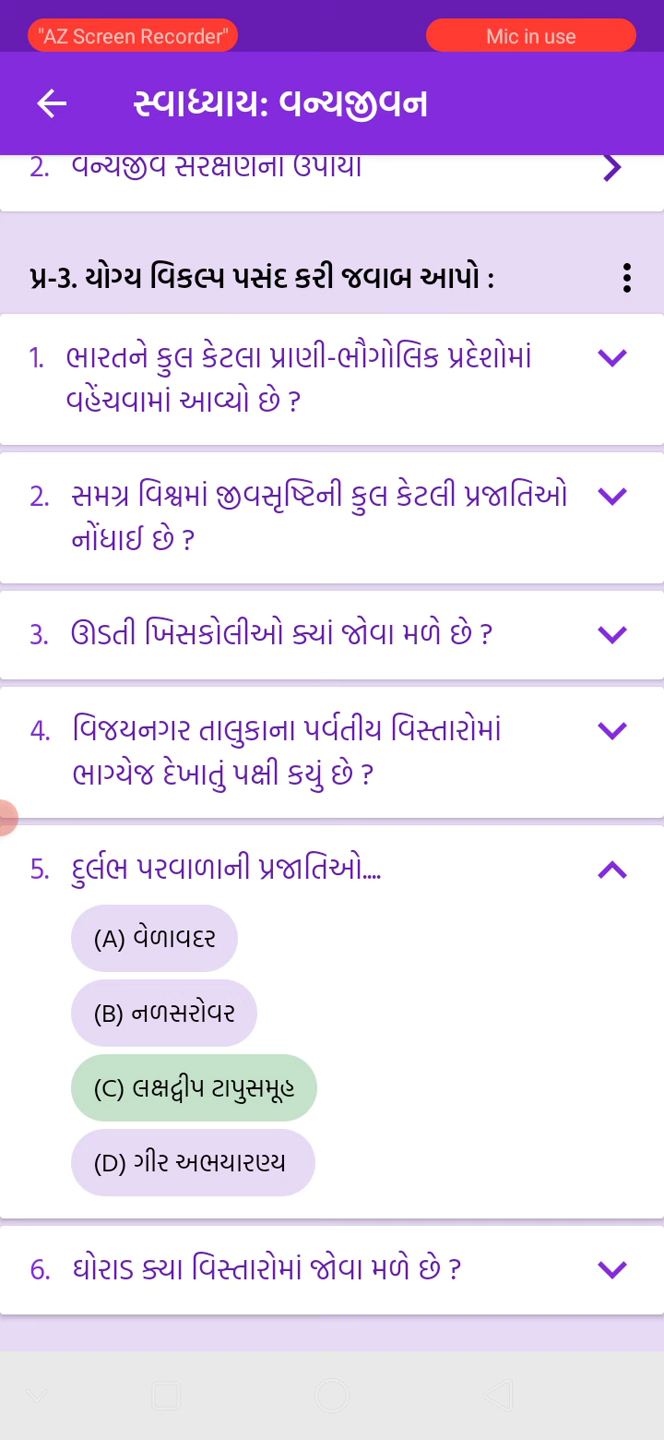 "AZ Screen Recorder" Mic in use
સ્વાધ્યાય: વન્યજીવન
2. વન્યજીવ સંરક્ષણના ઉપાયો
પ્ર-3. યોગ્ય વિકલ્પ પસંદ કરી જવાબ આપો :
1. ભારતને કુલ કેટલા પ્રાણી-ભૌગોલિક પ્રદેશોમાં
વહેંચવામાં આવ્યો છે ?
2. સમગ્ર વિશ્વમાં જીવસૃષ્ટિની કુલ કેટલી પ્રજાતિઓ
નોંધાઈ છે ?
3. ઊડતી ખિસકોલીઓ ક્યાં જોવા મળે છે ?
4. વિજયનગર તાલુકાના પર્વતીય વિસ્તારોમાં
ભાગ્યેજ દેખાતું પક્ષી કયું છે ?
5. દુર્લભ પરવાળાની પ્રજાતિઓ....
(A) વેળાવદર
(B) નળસરોવર
(C) લક્ષદ્વીપ ટાપુસમૂહ
(D) ગીર અભયારણ્ય
6. ઘોરાડ ક્યા વિસ્તારોમાં જોવા મળે છે ?